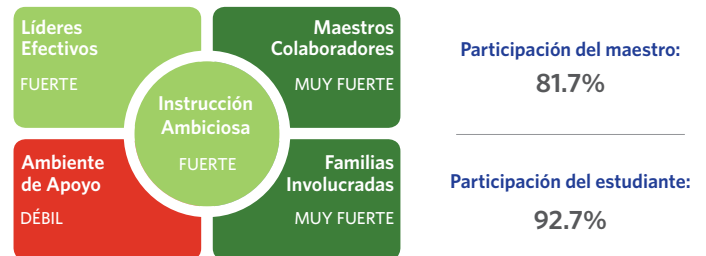 Líderes
Efectivos
FUERTE
Maestros
Colaboradores
MUY FUERTE
Instrucción
Ambiciosa
FUERTE
Ambiente
de Apoyo
DÉBIL
Familias
Involucradas
MUY FUERTE
Participación del maestro:
81.7%
Participación del estudiante:
92.7%